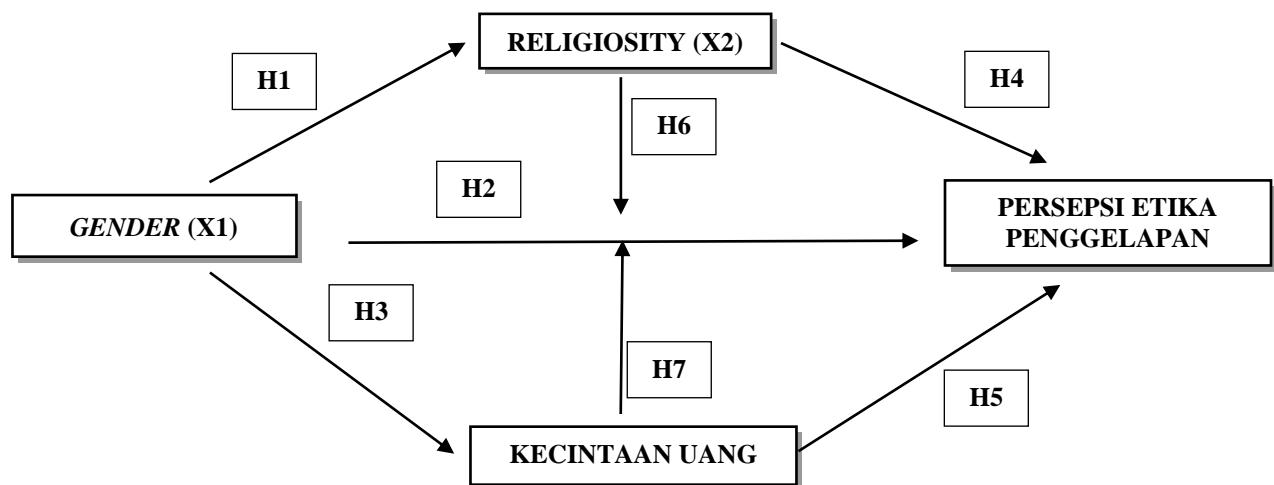 RELIGIOSITY (X2)
H1
H4
H6
H2
GENDER (X1)
PERSEPSI ETIKA
PENGGELAPAN
H3
H7
H5
KECINTAAN UANG